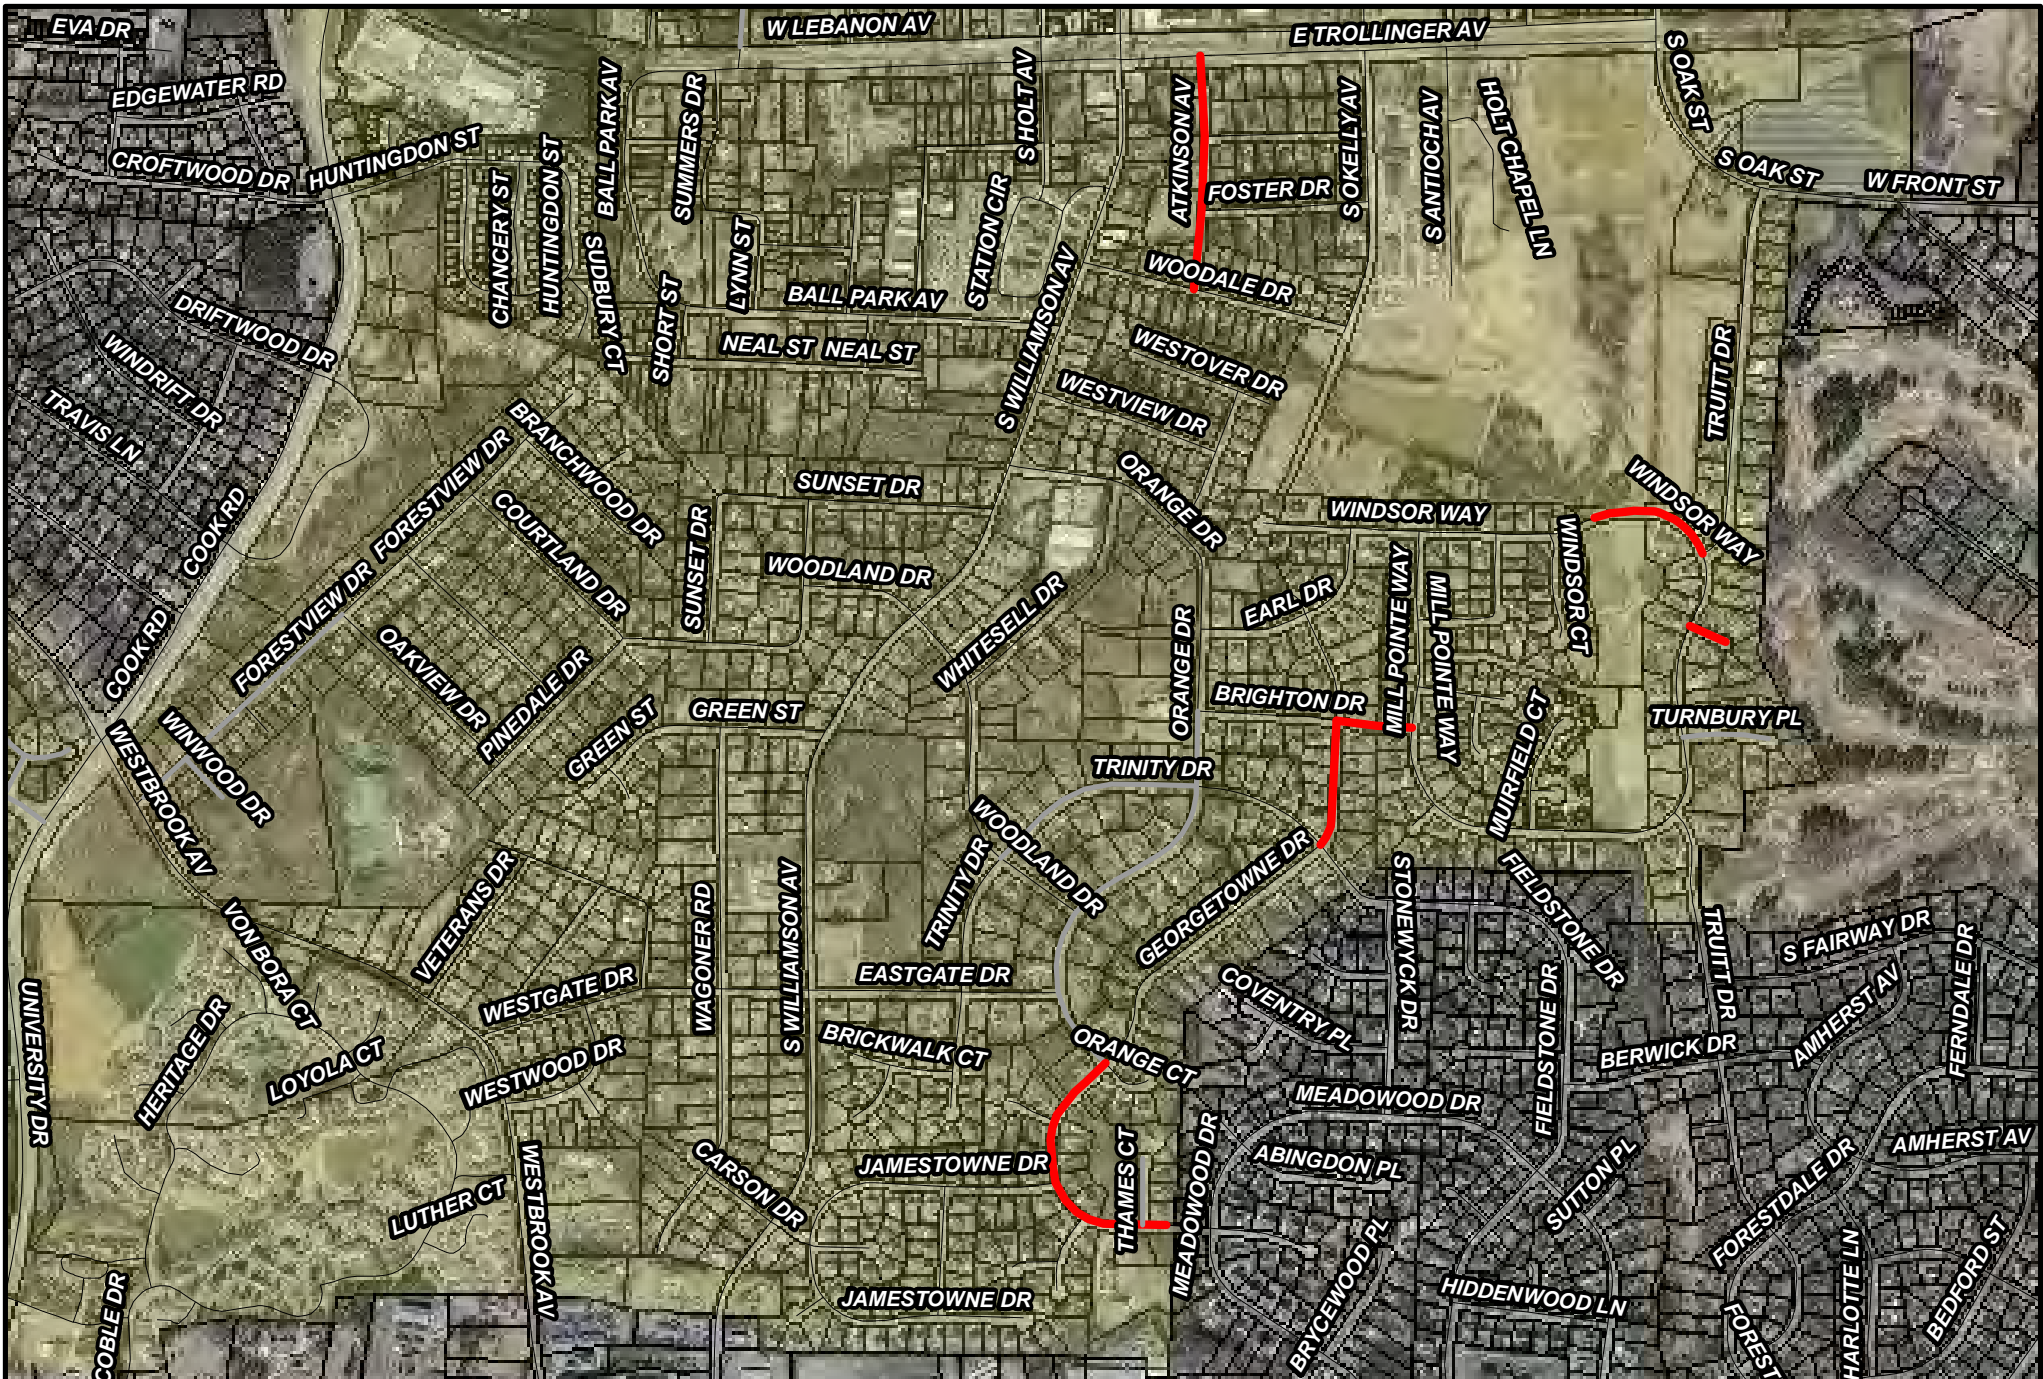 EVA DR
W LEBANON AV
E TROLLINGER AV
S OAK ST
EDGEWATER RD
BALL PARK AV
SUMMERS DR
S HOLT AV
ATKINSON AV
S OKELLY AV
S ANTIOCH AV
HOLT CHAPEL LN
CROFTWOOD DR
HUNTINGDON ST
S OAK ST
W FRONT ST
CHANCERY ST
HUNTINGDON ST
SUDBURY CT
FOSTER DR
STATION CIR
LYNN ST
WOODALE DR
DRIFTWOOD DR
SHORT ST
BALL PARK AV
S WILLIAMSON AV
NEAL ST
NEAL ST
WINDRIFT DR
WESTOVER DR
TRUITT DR
TRAVIS LN
WESTVIEW DR
BRANCHWOOD DR
FORESTVIEW DR
ORANGE DR
SUNSET DR
WINDSOR WAY
WINDSOR WAY
COOK RD
COURTLAND DR
SUNSET DR
WINDSOR CT
WOODLAND DR
MILL POINTE WAY
MILL POINTE WAY
EARL DR
FORESTVIEW DR
WHITESELL DR
ORANGE DR
COOK RD
OAKVIEW DR
PINEDALE DR
BRIGHTON DR
GREEN ST
GREEN ST
MUIRFIELD CT
TURNBURY PL
WINWOOD DR
WESTBROOK AV
TRINITY DR
WOODLAND DR
TRINITY DR
GEORGETOWNE DR
VETERANS DR
STONEWYCK DR
FIELDSTONE DR
WAGONER RD
S WILLIAMSON AV
VON BORA CT
TRUITT DR
S FAIRWAY DR
FERNDALE DR
EASTGATE DR
WESTGATE DR
COVENTRY PL
FIELDSTONE DR
AMHERST AV
UNIVERSITY DR
HERITAGE DR
BRICKWALK CT
ORANGE CT
LOYOLA CT
WESTWOOD DR
BERWICK DR
MEADOWOOD DR
AMHERST AV
THAMES CT
MEADOWOOD DR
ABINGDON PL
SUTTON PL
CARSON DR
JAMESTOWNE DR
LUTHER CT
WESTBROOK AV
FORESTDALE DR
BRYCEWOOD PL
BEDFORD ST
HARLOTTE LN
COBLE DR
JAMESTOWNE DR
HIDDENWOOD LN
FOREST